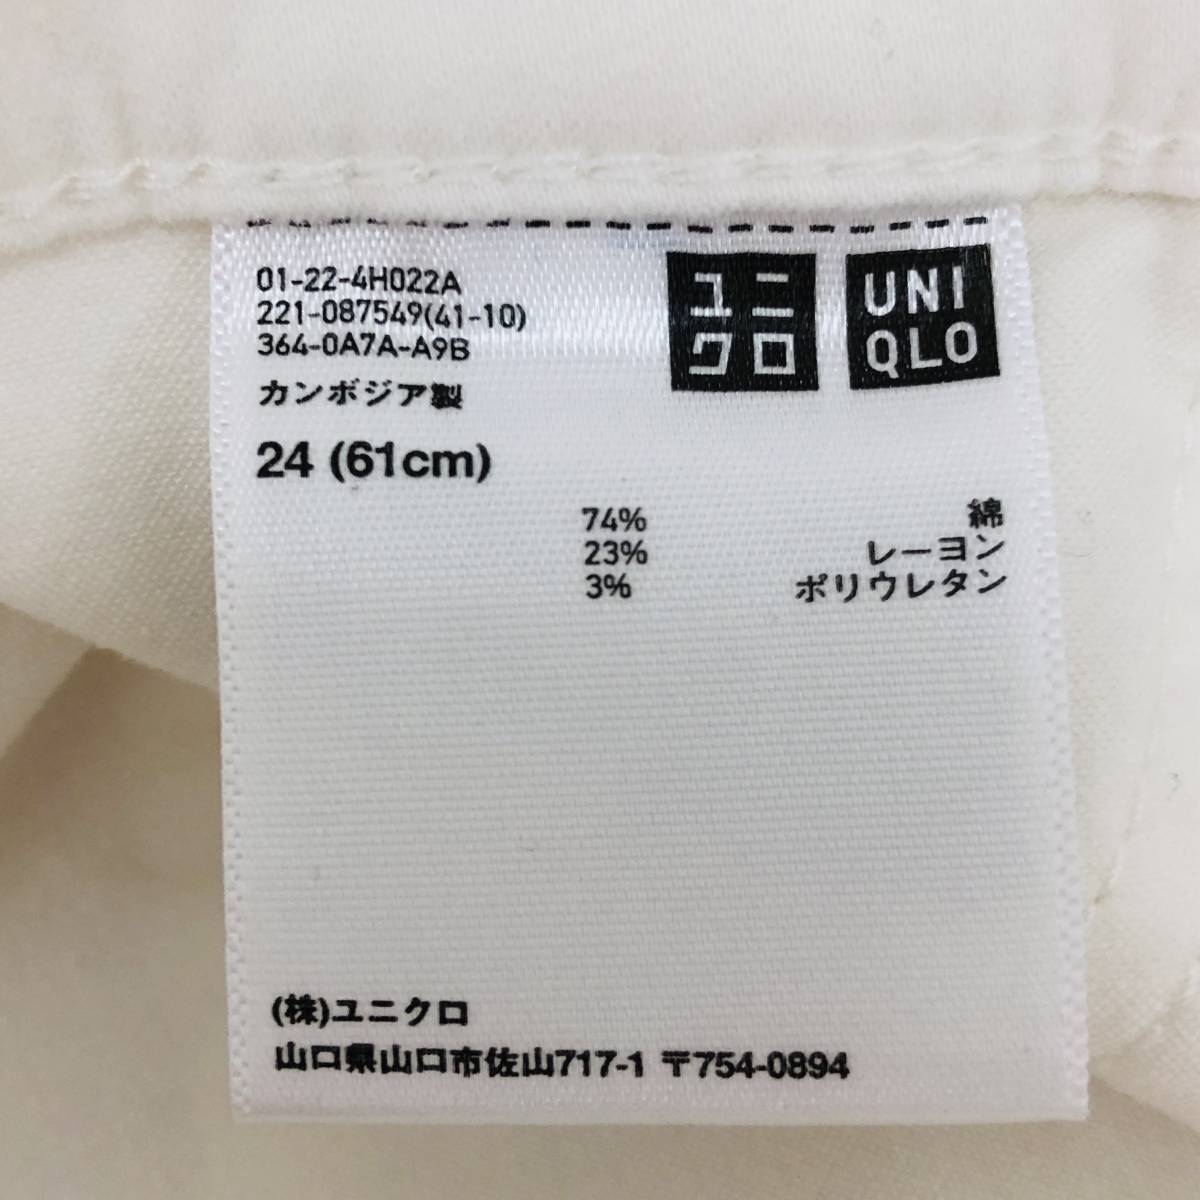 01-22-4H022A
221-087549(41-10)
364-0A7A-A9B
カンボジア製
ユニ
クロ
UNI
QLO
24 (61cm)
74% 綿
23% レーヨン
3% ポリウレタン
(株)ユニクロ
山口県山口市佐山717-1 〒754-0894